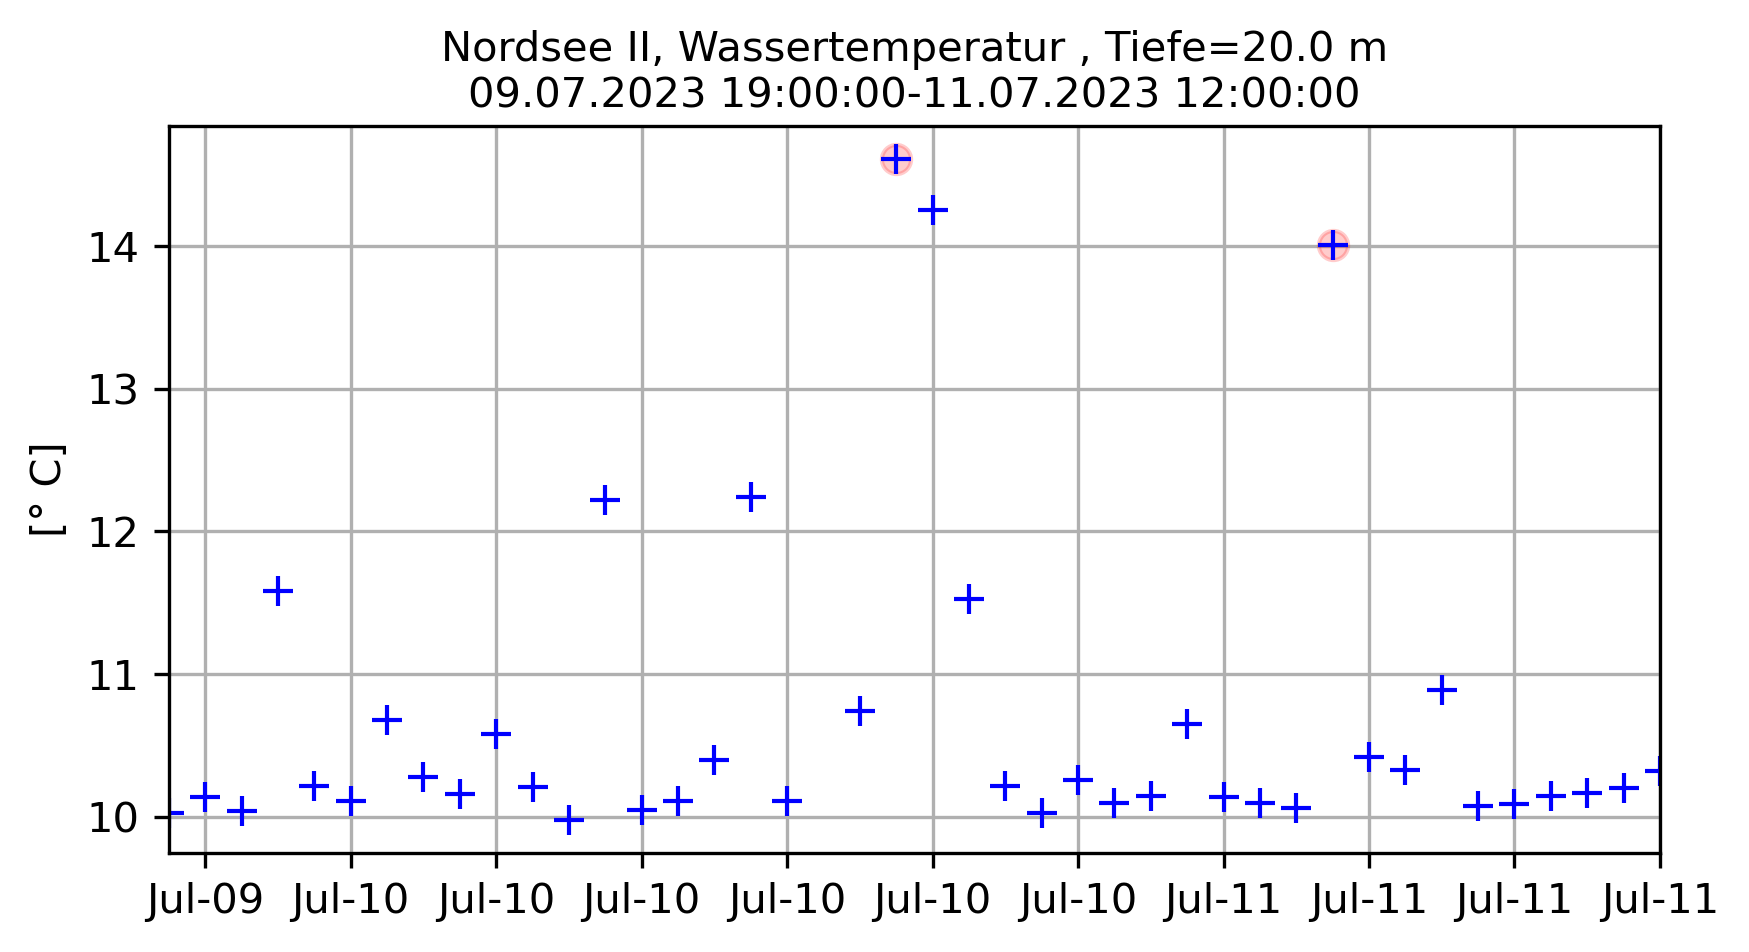 Nordsee II, Wassertemperatur , Tiefe=20.0 m
09.07.2023 19:00:00-11.07.2023 12:00:00
[° C]
14
13
12
11
10
Jul-09 Jul-10 Jul-10 Jul-10 Jul-10 Jul-10 Jul-10 Jul-11 Jul-11 Jul-11 Jul-11